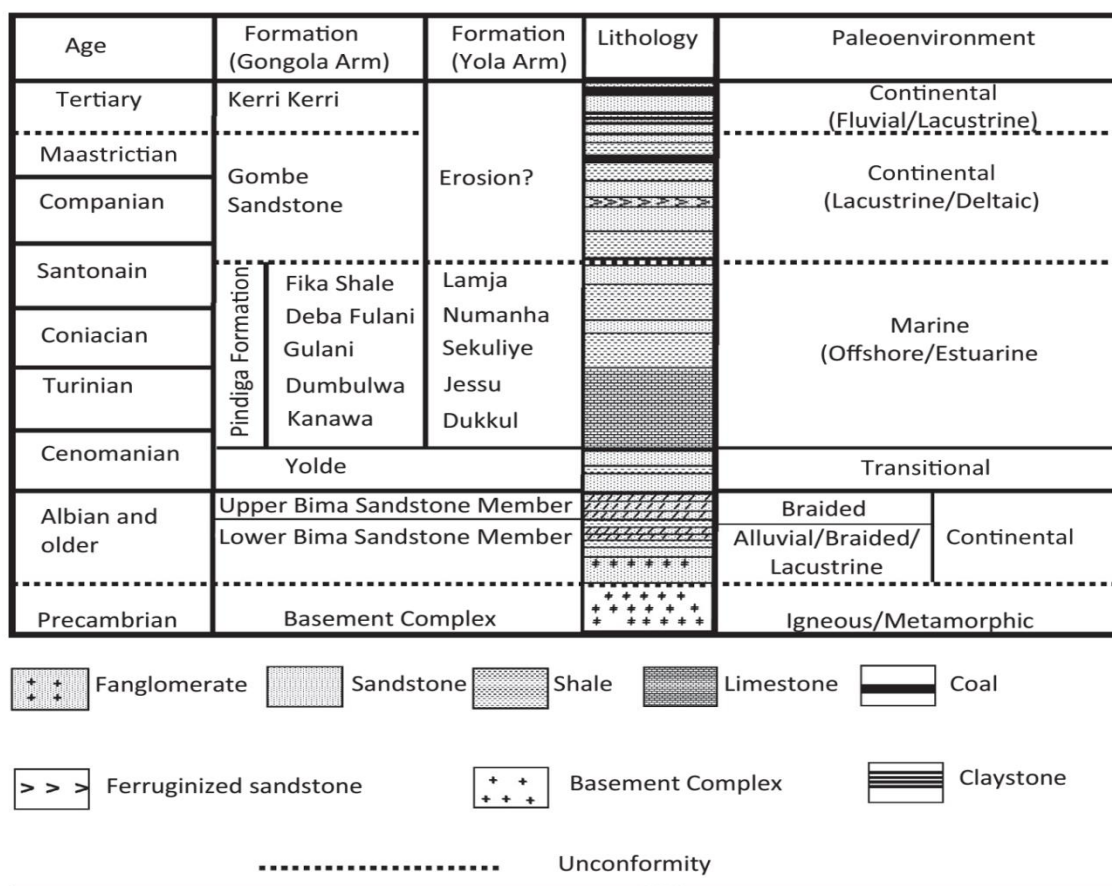 Age
Formation
(Gongola Arm)
Formation
(Yola Arm)
Lithology
Paleoenvironment
Tertiary
Kerri Kerri
Continental
(Fluvial/Lacustrine)
Maastrictian
Companian
Gombe
Sandstone
Erosion?
Continental
(Lacustrine/Deltaic)
Santonain
Coniacian
Turinian
Cenomanian
Pindiga Formation
Fika Shale
Deba Fulani
Gulani
Dumbulwa
Kanawa
Lamja
Numanha
Sekuliye
Jessu
Dukkul
Marine
(Offshore/Estuarine
Yolde
Transitional
Albian and
older
Upper Bima Sandstone Member
Lower Bima Sandstone Member
Braided
Alluvial/Braided/
Lacustrine
Continental
Precambrian
Basement Complex
Igneous/Metamorphic
Fanglomerate
Sandstone
Shale
Limestone
Coal
Ferruginized sandstone
Basement Complex
Claystone
Unconformity